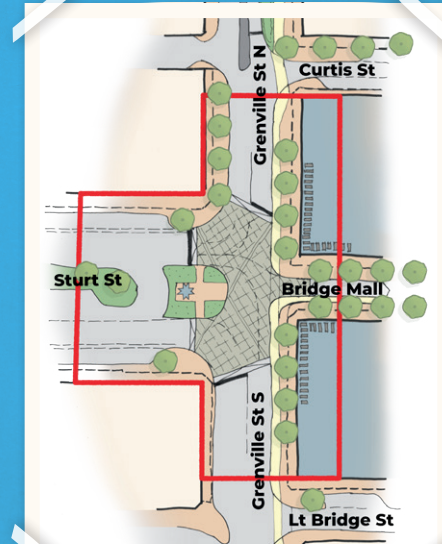 Curtis St
Grenville St N
Sturt St
Bridge Mall
Grenville St S
Lt Bridge St